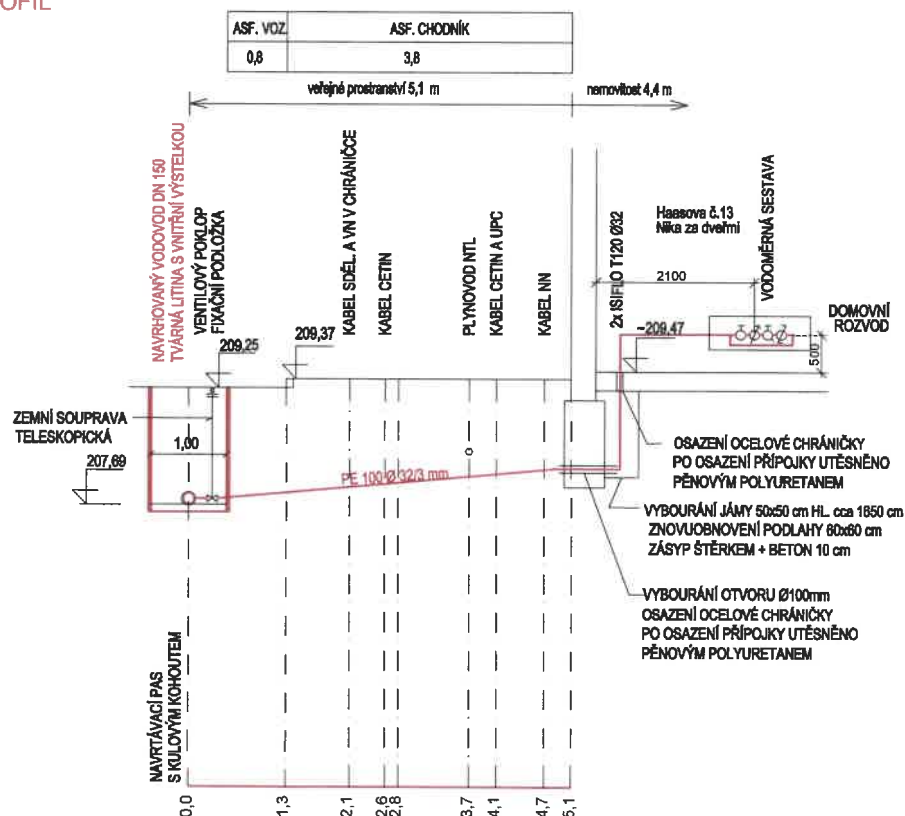 OFIL
ASF. VOZ. ASF. CHODNÍK
0,8 3,8
veřejné prostranství 5,1 m
nemovitost 4,4 m
NAVRHOVANÝ VODOVOD DN 150
TVÁRNÁ LITINA S VNITŘNÍ VÝSTELKOU
VENTILOVÝ POKLOP
FIXAČNÍ PODLOŽKA
KABEL SDĚL. A VN V CHRÁNIČCE
KABEL CETIN
PLYNOVOD NTL
KABEL CETIN A UPC
KABEL NN
2x ISIFLO T120 Ø32
Haasova č.13
Nika za dveřmi
VODOMĚRNÁ SESTAVA
2100
DOMOVNÍ
ROZVOD
500
209,25
209,37
~209,47
ZEMNÍ SOUPRAVA
TELESKOPICKÁ
1,00
207,69
PE 100 Ø 32/3 mm
OSAZENÍ OCELOVÉ CHRÁNIČKY
PO OSAZENÍ PŘÍPOJKY UTĚSNĚNO
PĚNOVÝM POLYURETANEM
VYBOURÁNÍ JÁMY 50x50 cm HL. cca 1650 cm
ZNOVUOBNOVENÍ PODLAHY 60x60 cm
ZÁSYP ŠTĚRKEM + BETON 10 cm
VYBOURÁNÍ OTVORU Ø100mm
OSAZENÍ OCELOVÉ CHRÁNIČKY
PO OSAZENÍ PŘÍPOJKY UTĚSNĚNO
PĚNOVÝM POLYURETANEM
NAVRTÁVACÍ PAS
S KULOVÝM KOHOUTEM
0,0
1,3
2,1
2,6
2,8
3,7
4,1
4,7
5,1